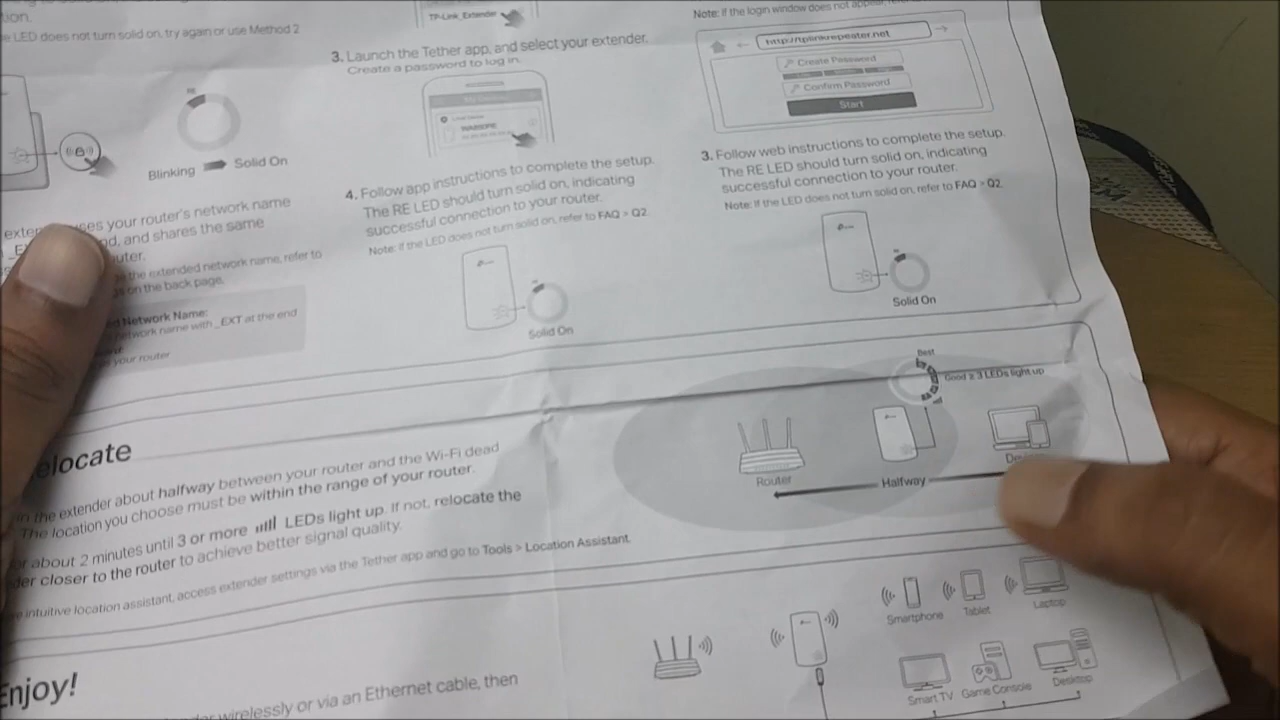 tion.
LED does not turn solid on, try again or use Method 2
Blinking Solid On
your router's network name
and shares the same
the extended network name, refer to
on the back page.
Network Name:
network name with _EXT at the end
your router
TP-Link_Extender
3. Launch the Tether app, and select your extender.
Create a password to log in.
4. Follow app instructions to complete the setup.
The RE LED should turn solid on, indicating
successful connection to your router.
Note: If the LED does not turn solid on, refer to FAQ > Q2.
Solid On
Note: If the login window does not
http://tplinkrepeater.net
Create Password
Confirm Password
Start
3. Follow web instructions to complete the setup.
The RE LED should turn solid on, indicating
successful connection to your router.
Note: If the LED does not turn solid on, refer to FAQ > Q2.
Solid On
elocate
in the extender about halfway between your router and the Wi-Fi dead
The location you choose must be within the range of your router.
about 2 minutes until 3 or more LEDs light up. If not, relocate the
der closer to the router to achieve better signal quality.
intuitive location assistant, access extender settings via the Tether app and go to Tools > Location Assistant.
Best
Good ≥ 3 LEDs light up
Router
Halfway
Enjoy!
wirelessly or via an Ethernet cable, then
Smartphone Tablet Laptop
Smart TV Game Console Desktop